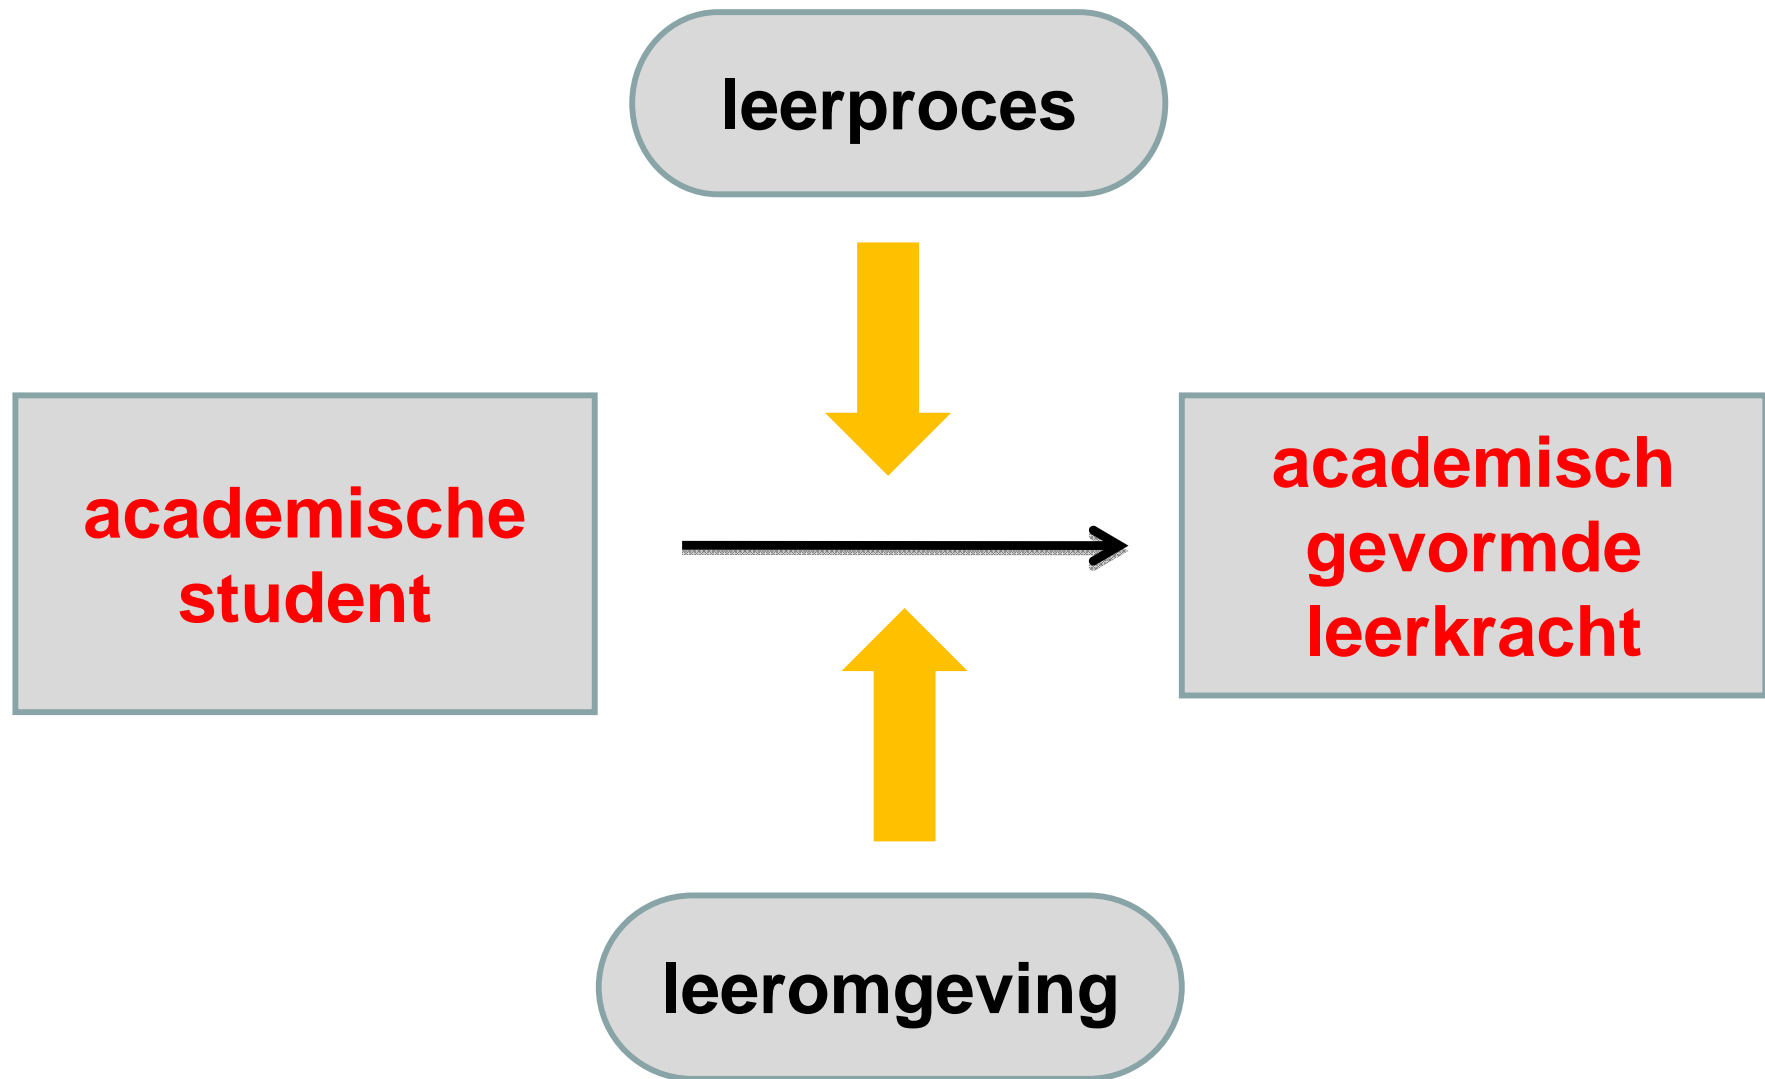 leerproces
academische
student
academisch
gevormde
leerkracht
leeromgeving